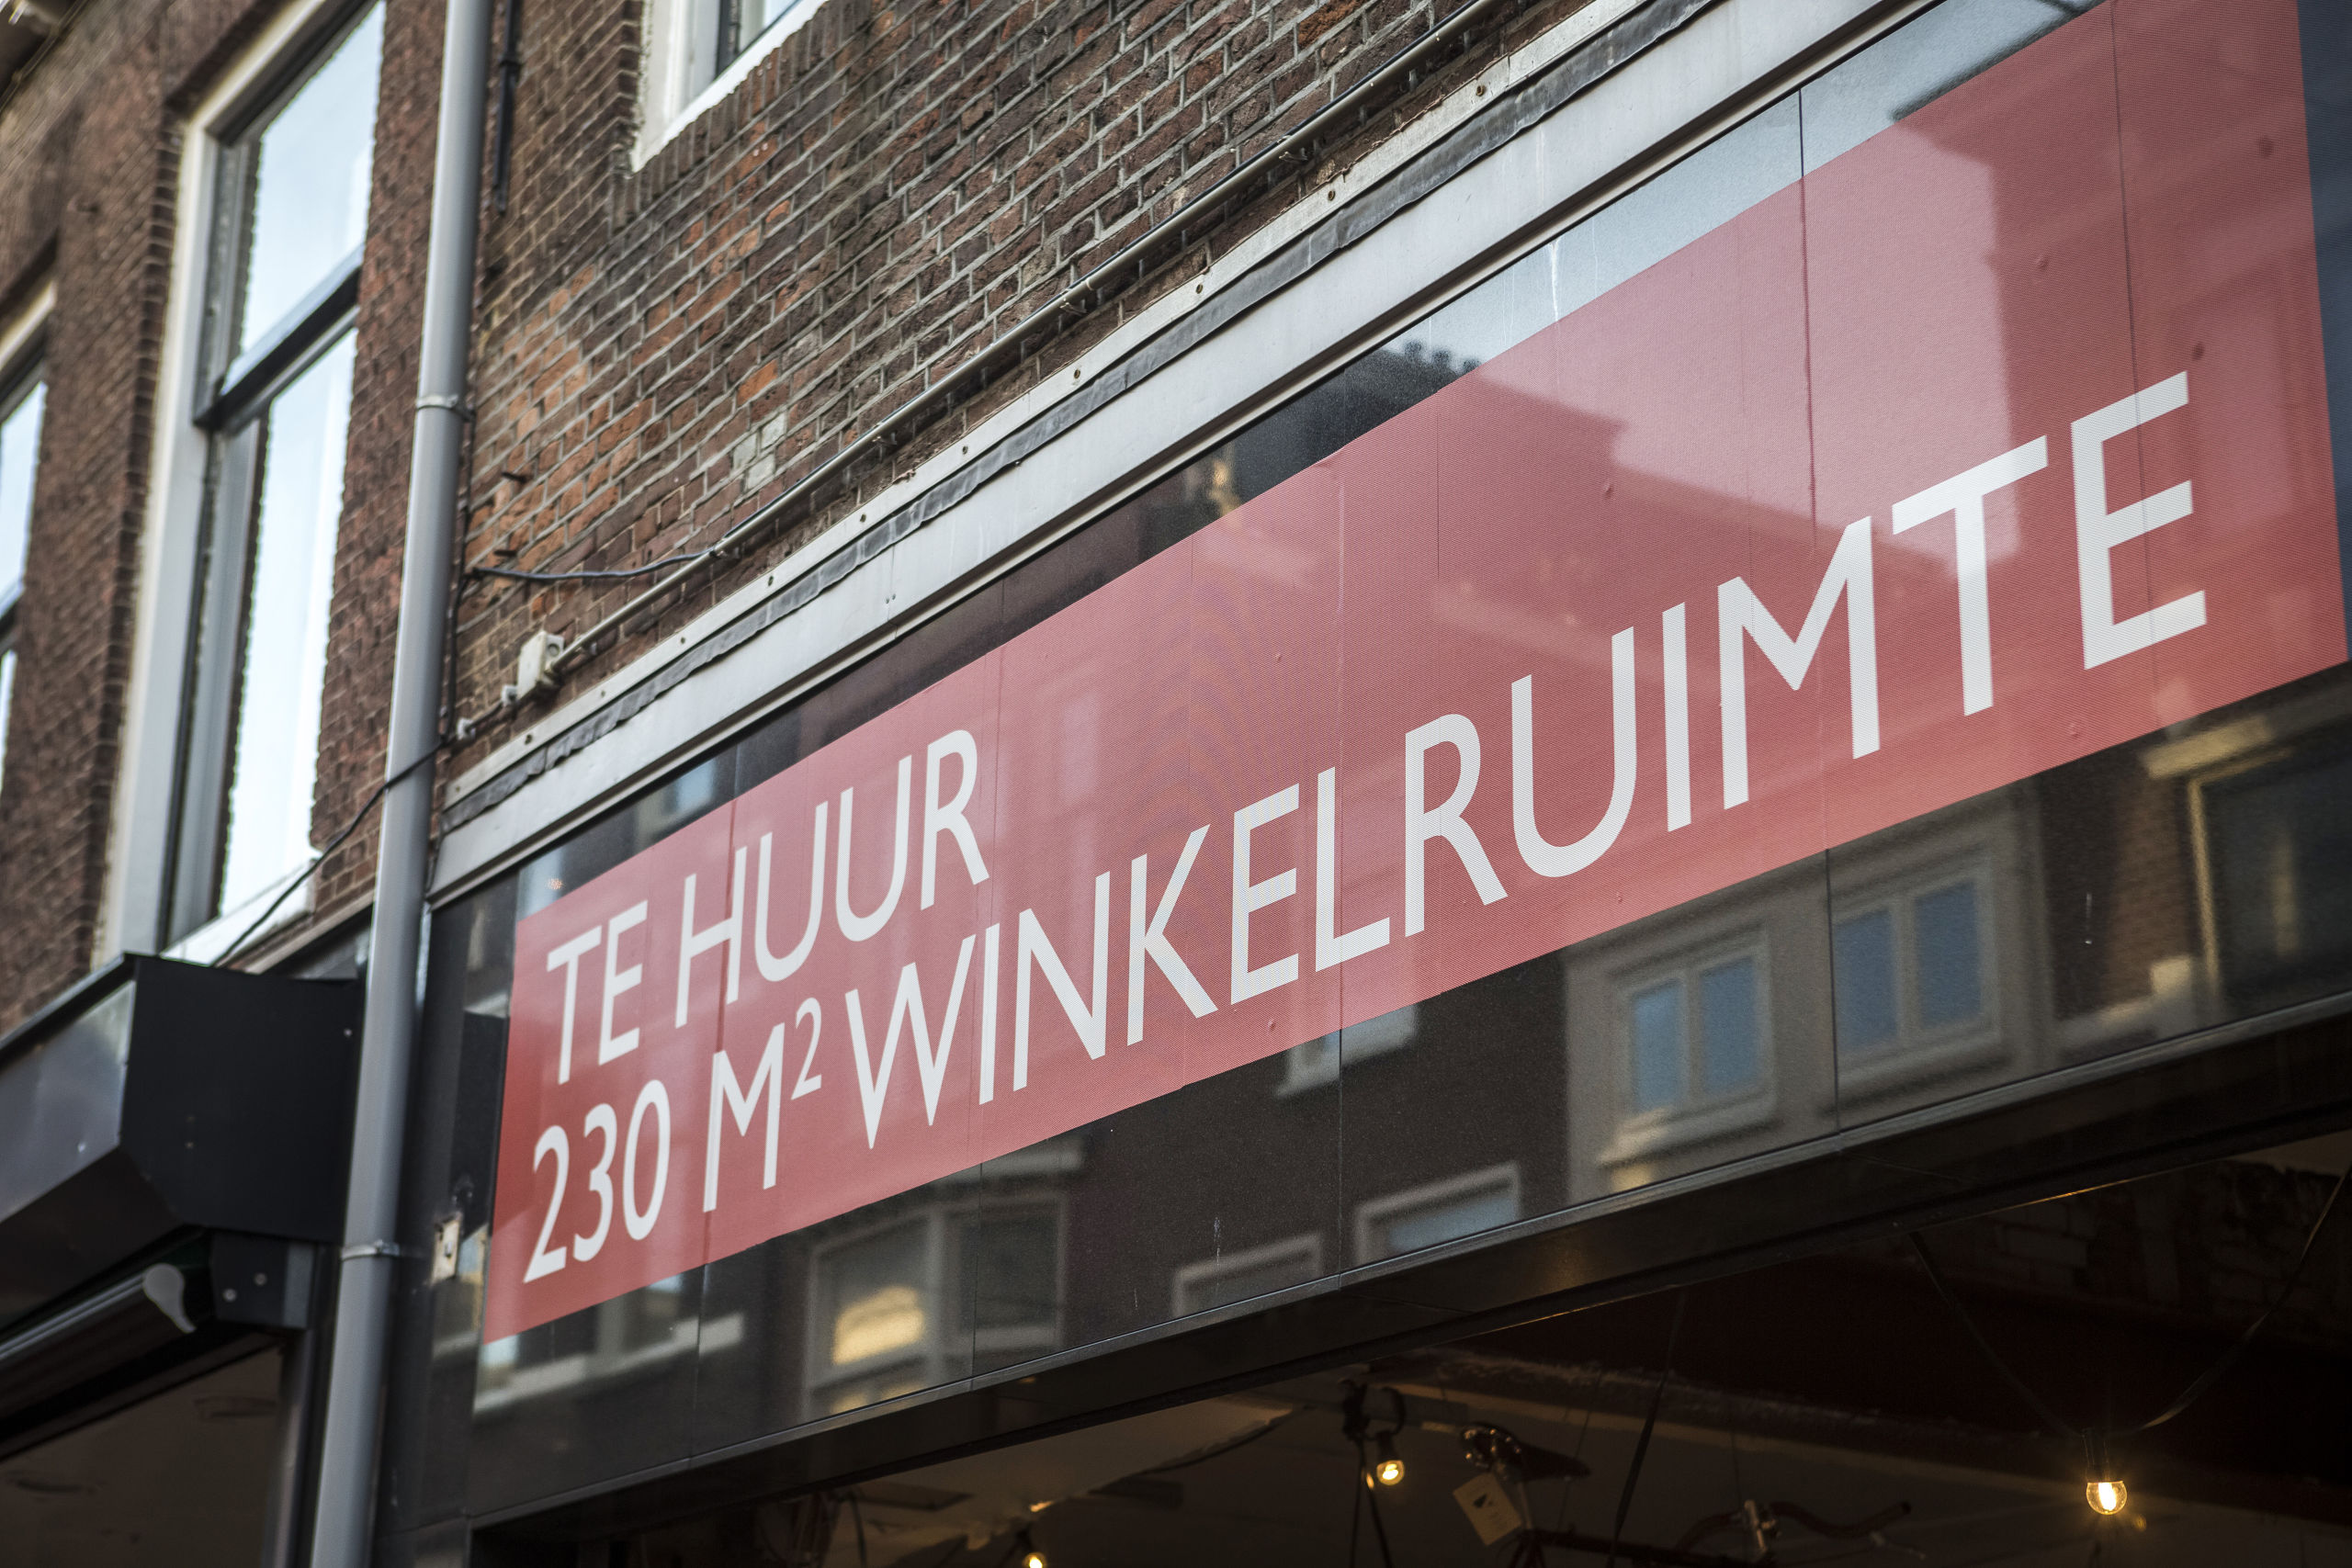 TE HUUR
230 M² WINKELRUIMTE